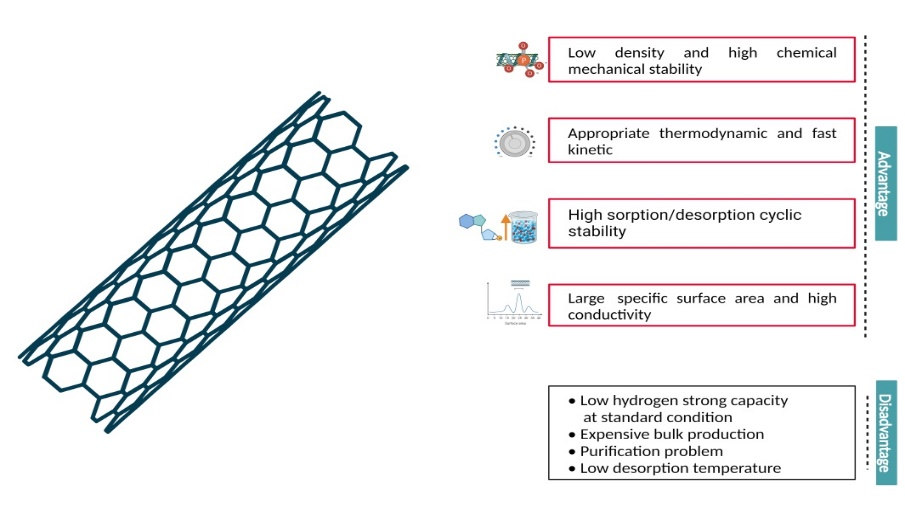 Low density and high chemical
mechanical stability
Appropriate thermodynamic and fast
kinetic
High sorption/desorption cyclic
stability
Large specific surface area and high
conductivity
Advantage
• Low hydrogen strong capacity
at standard condition
• Expensive bulk production
• Purification problem
• Low desorption temperature
Disadvantage